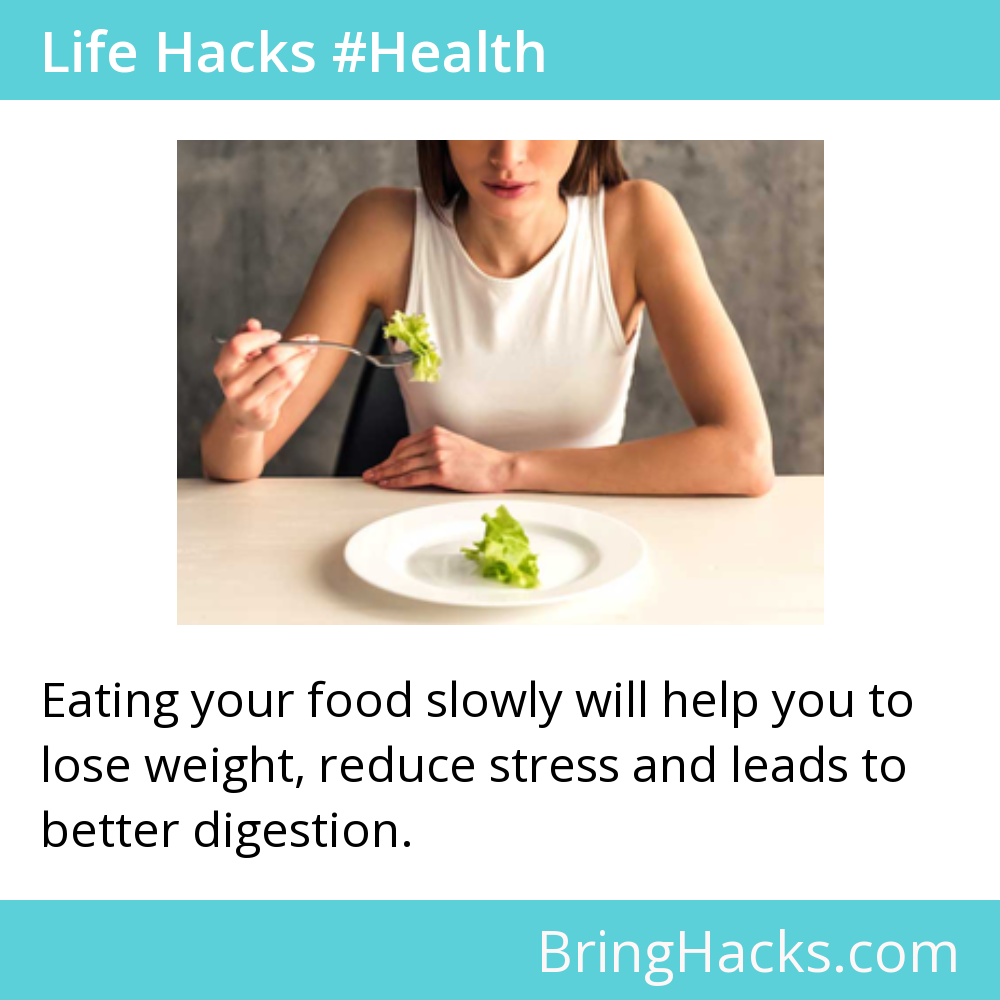 Life Hacks #Health
Eating your food slowly will help you to
lose weight, reduce stress and leads to
better digestion.
BringHacks.com